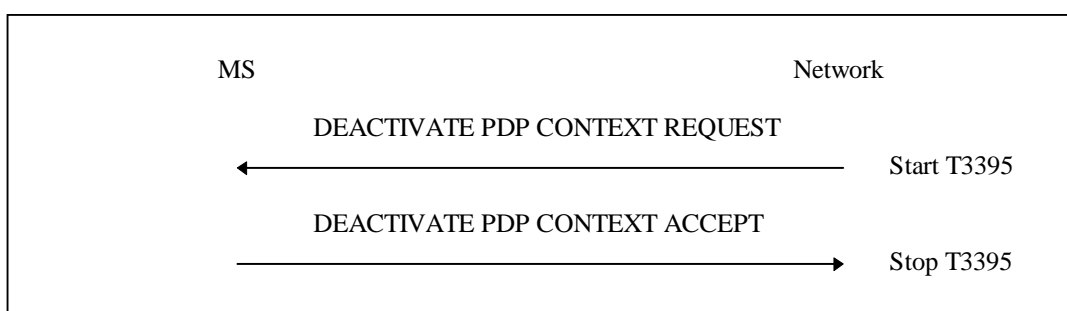 MS Network
DEACTIVATE PDP CONTEXT REQUEST
Start T3395
DEACTIVATE PDP CONTEXT ACCEPT
Stop T3395